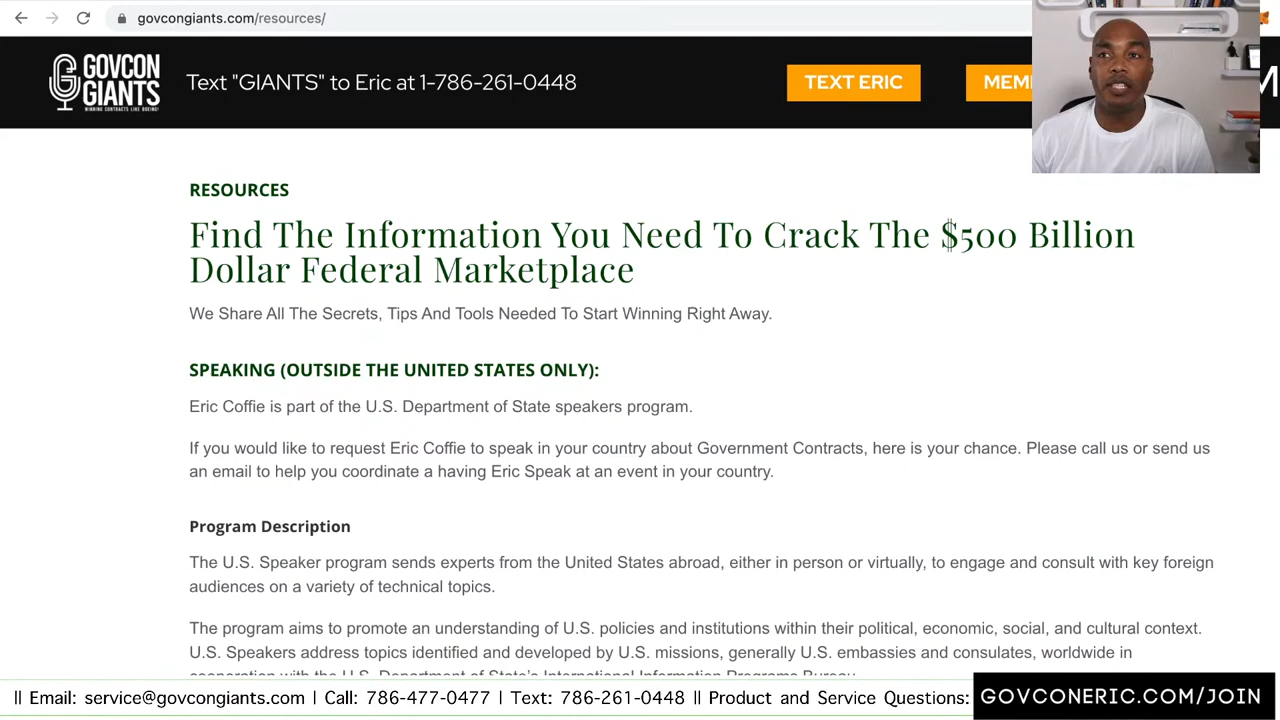 govcongiants.com/resources/
GOVCON
GIANTS
WINNING CONTRACTS LIKE BOEING!
Text "GIANTS" to Eric at 1-786-261-0448
TEXT ERIC
RESOURCES
Find The Information You Need To Crack The $500 Billion
Dollar Federal Marketplace
We Share All The Secrets, Tips And Tools Needed To Start Winning Right Away.
SPEAKING (OUTSIDE THE UNITED STATES ONLY):
Eric Coffie is part of the U.S. Department of State speakers program.
If you would like to request Eric Coffie to speak in your country about Government Contracts, here is your chance. Please call us or send us
an email to help you coordinate a having Eric Speak at an event in your country.
Program Description
The U.S. Speaker program sends experts from the United States abroad, either in person or virtually, to engage and consult with key foreign
audiences on a variety of technical topics.
The program aims to promote an understanding of U.S. policies and institutions within their political, economic, social, and cultural context.
U.S. Speakers address topics identified and developed by U.S. missions, generally U.S. embassies and consulates, worldwide in
cooperation with the U.S. Department of State's International Information Programs Bureau.
|| Email: service@govcongiants.com | Call: 786-477-0477 | Text: 786-261-0448 || Product and Service Questions: GOVCONERIC.COM/JOIN